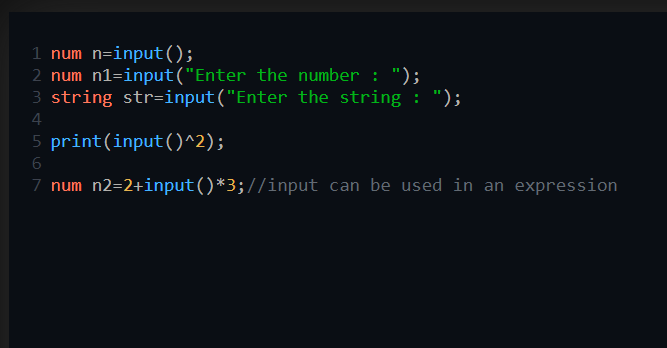 1 num n=input();
2 num n1=input("Enter the number : ");
3 string str=input("Enter the string : ");
4
5 print(input()^2);
6
7 num n2=2+input()*3;//input can be used in an expression